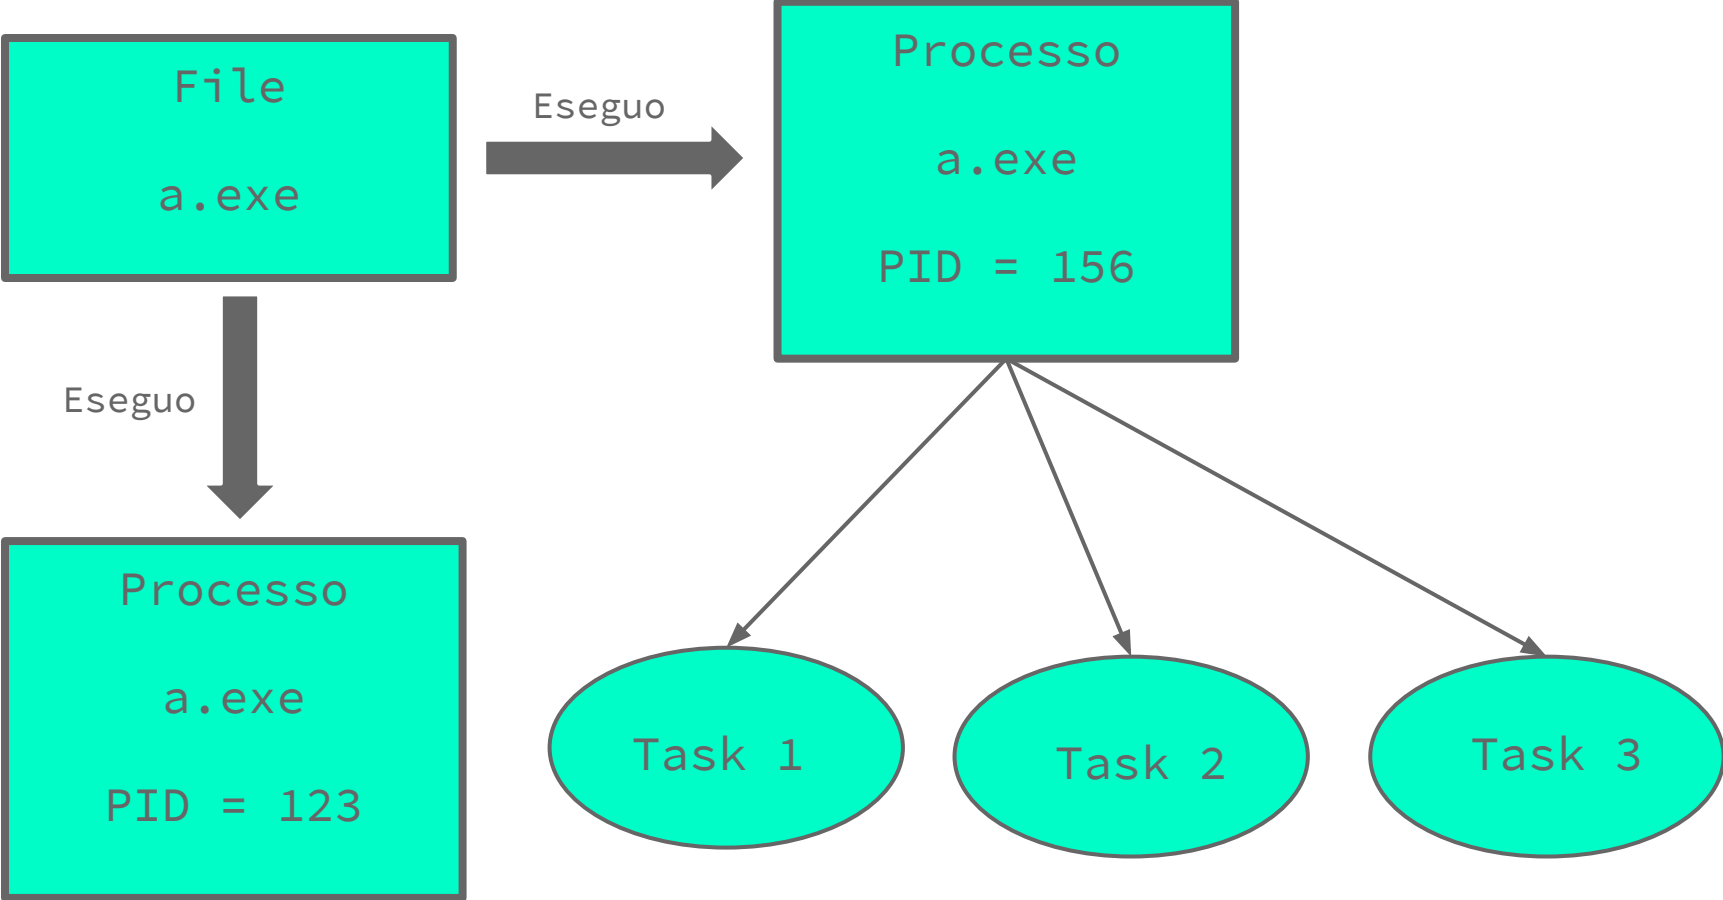 File
a.exe
Eseguo
Processo
a.exe
PID = 156
Eseguo
Processo
a.exe
PID = 123
Task 1
Task 2
Task 3